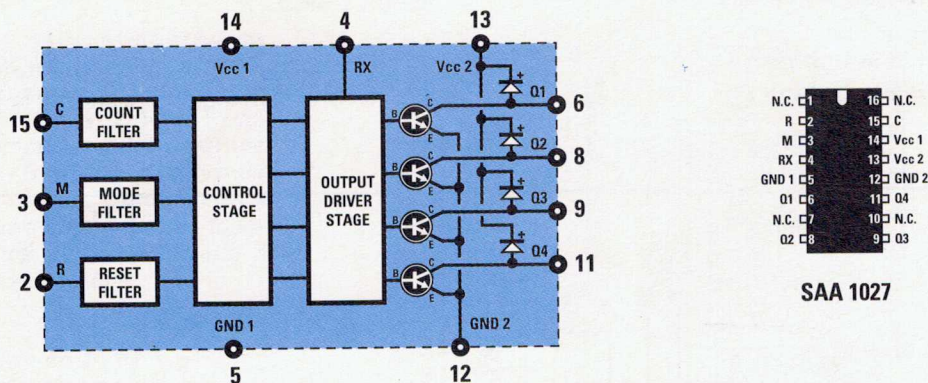 14 4 13
Vcc 1 RX Vcc 2
15 C COUNT FILTER
3 M MODE FILTER
2 R RESET FILTER
CONTROL STAGE
OUTPUT DRIVER STAGE
B C E Q1 6
B C E Q2 8
B C E Q3 9
B C E Q4 11
GND 1 GND 2
5 12
N.C. 1 16 N.C.
R 2 15 C
M 3 14 Vcc 1
RX 4 13 Vcc 2
GND 1 5 12 GND 2
Q1 6 11 Q4
N.C. 7 10 N.C.
Q2 8 9 Q3
SAA 1027